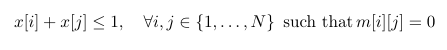 x[i] + x[j] ≤ 1, ∀i, j ∈ {1, . . . , N} such that m[i][j] = 0